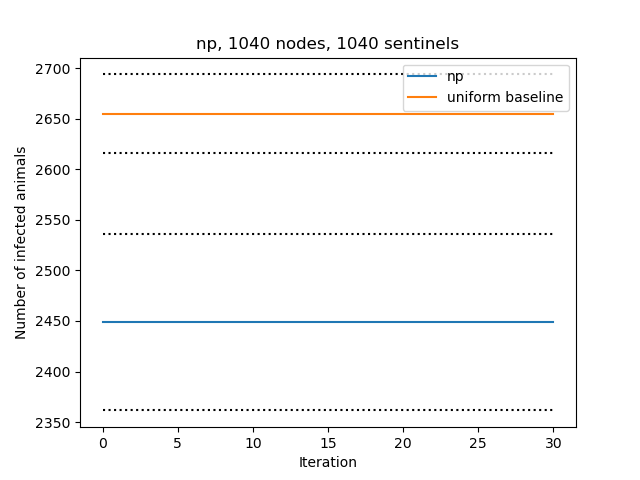 np, 1040 nodes, 1040 sentinels
2700
2650
2600
2550
2500
2450
2400
2350
Number of infected animals
np
uniform baseline
0 5 10 15 20 25 30
Iteration